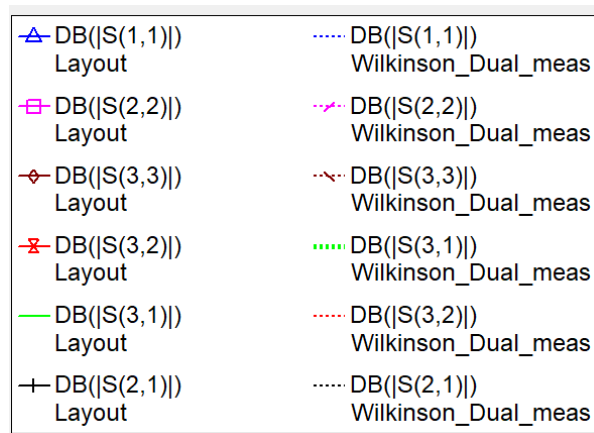 DB(|S(1,1)|)
Layout
DB(|S(2,2)|)
Layout
DB(|S(3,3)|)
Layout
DB(|S(3,2)|)
Layout
DB(|S(3,1)|)
Layout
DB(|S(2,1)|)
Layout
DB(|S(1,1)|)
Wilkinson_Dual_meas
DB(|S(2,2)|)
Wilkinson_Dual_meas
DB(|S(3,3)|)
Wilkinson_Dual_meas
DB(|S(3,1)|)
Wilkinson_Dual_meas
DB(|S(3,2)|)
Wilkinson_Dual_meas
DB(|S(2,1)|)
Wilkinson_Dual_meas